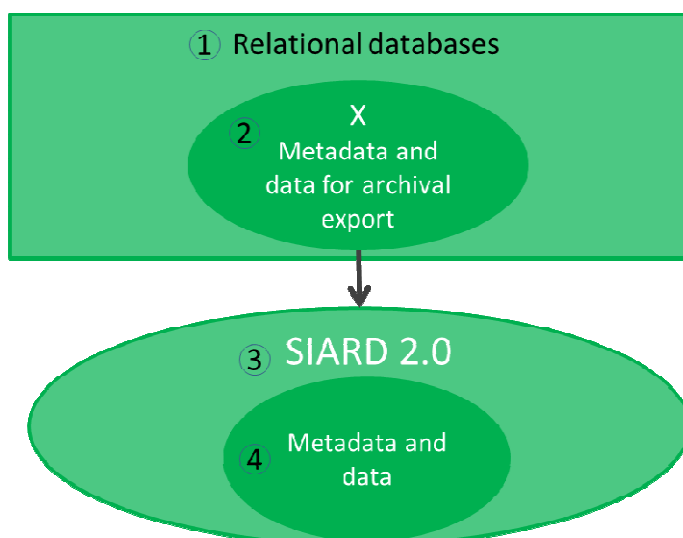 ① Relational databases
X
② Metadata and
data for archival
export
③ SIARD 2.0
④ Metadata and
data